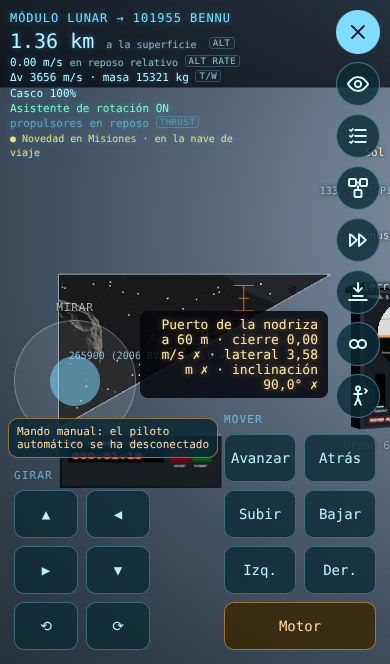 MÓDULO LUNAR → 101955 BENNU
1.36 km a la superficie ALT
0.00 m/s en reposo relativo ALT RATE
Δv 3656 m/s · masa 15321 kg T/W
Casco 100%
Asistente de rotación ON
propulsores en reposo THRUST
● Novedad en Misiones · en la nave de
viaje
MIRAR
265900 (2006
Puerto de la nodriza
a 60 m · cierre 0,00
m/s ✗ · lateral 3,58
m ✗ · inclinación
90,0° ✗
Mando manual: el piloto
automático se ha desconectado
MOVER
GIRAR
Avanzar Atrás
▲ ◄ Subir Bajar
► ▼ Izq. Der.
⟲ ⟳ Motor